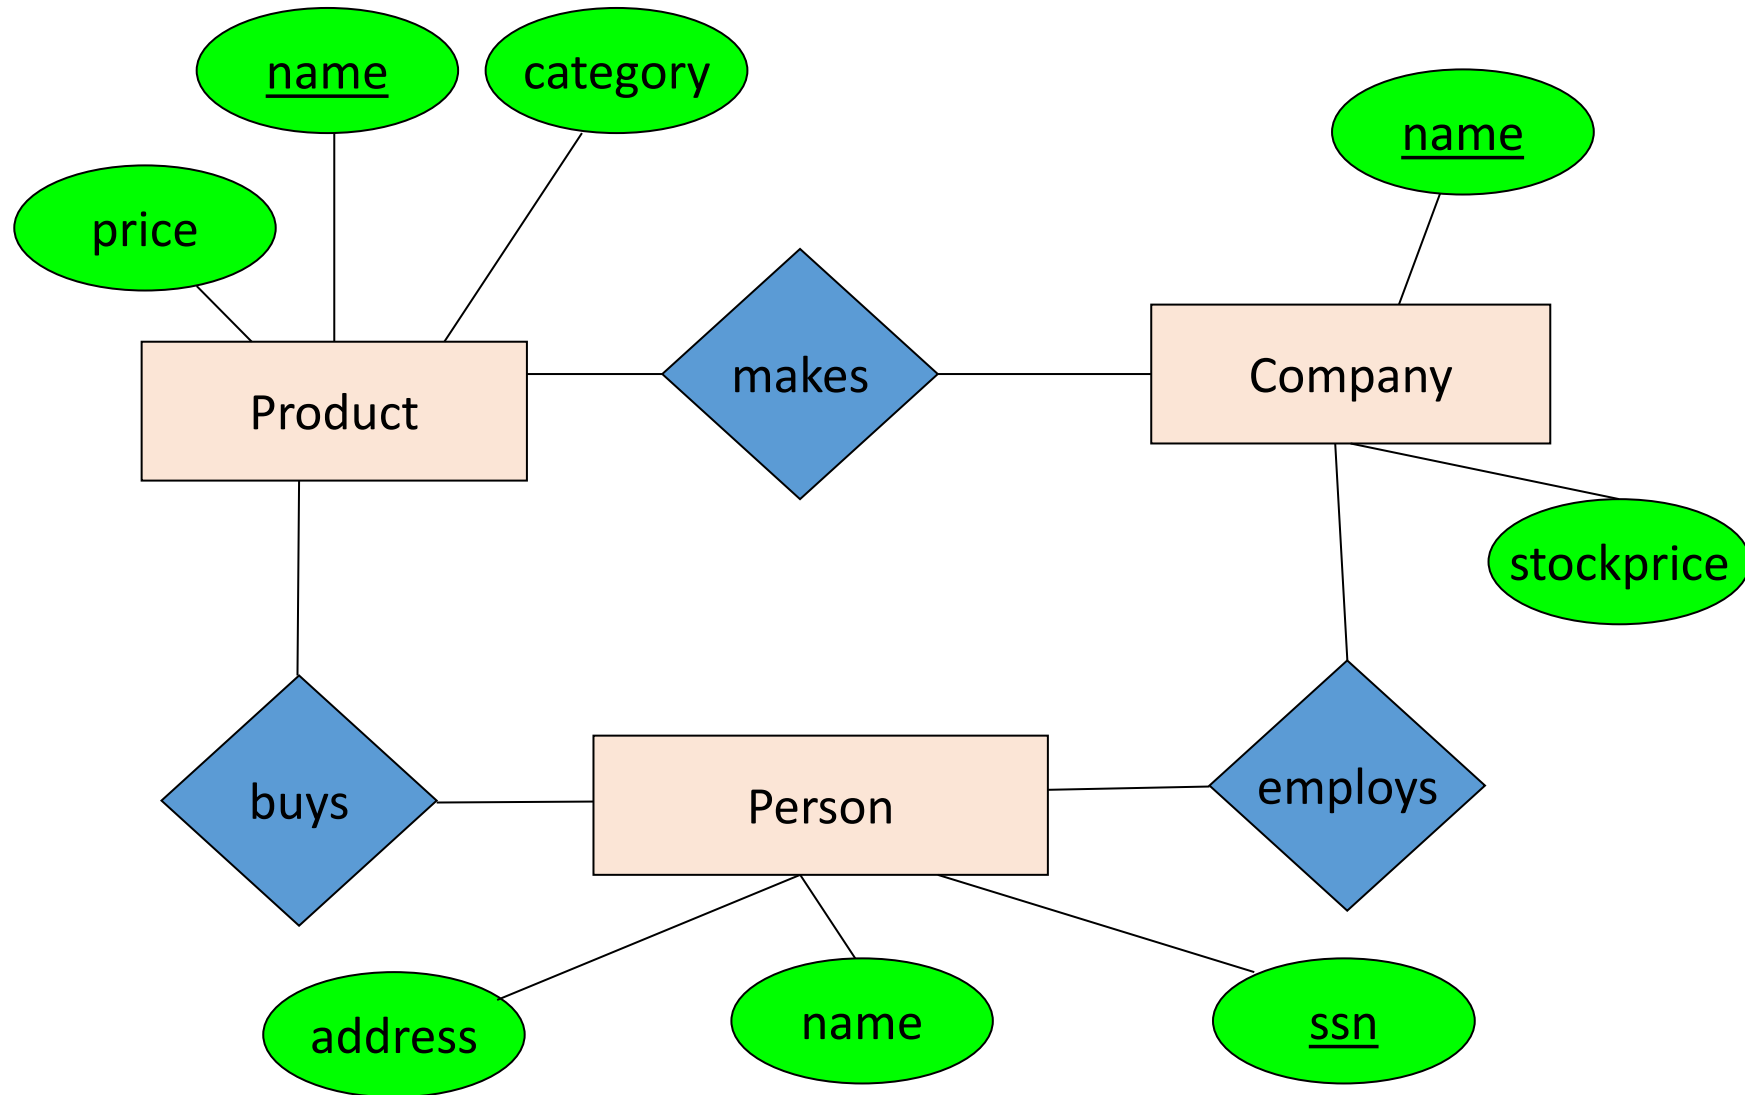 name
category
name
price
makes
Company
Product
stockprice
employs
buys
Person
name
ssn
address